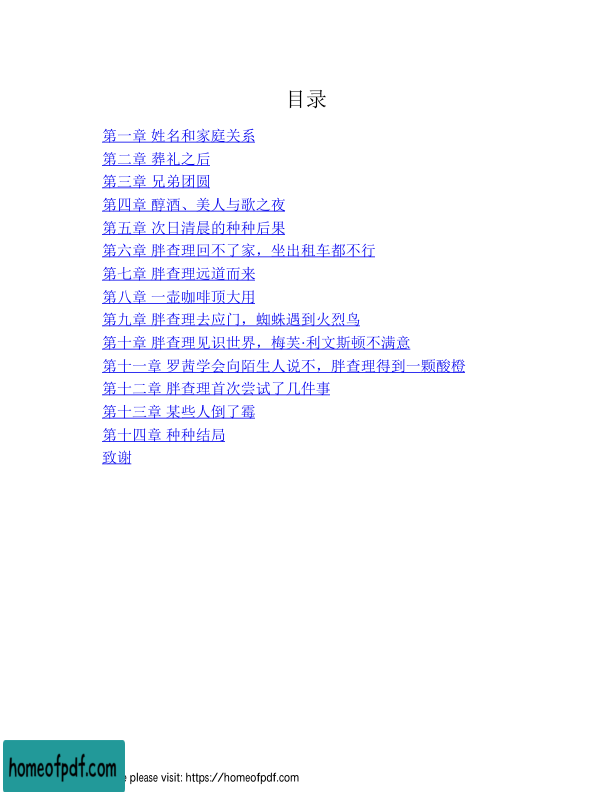 目录
第一章 姓名和家庭关系
第二章 葬礼之后
第三章 兄弟团圆
第四章 醇酒、美人与歌之夜
第五章 次日清晨的种种后果
第六章 胖查理回不了家，坐出租车都不行
第七章 胖查理远道而来
第八章 一壶咖啡顶大用
第九章 胖查理去应门，蜘蛛遇到火烈鸟
第十章 胖查理见识世界，梅芙·利文斯顿不满意
第十一章 罗茜学会向陌生人说不，胖查理得到一颗酸橙
第十二章 胖查理首次尝试了几件事
第十三章 某些人倒了霉
第十四章 种种结局
致谢
homeofpdf.com please visit: https://homeofpdf.com